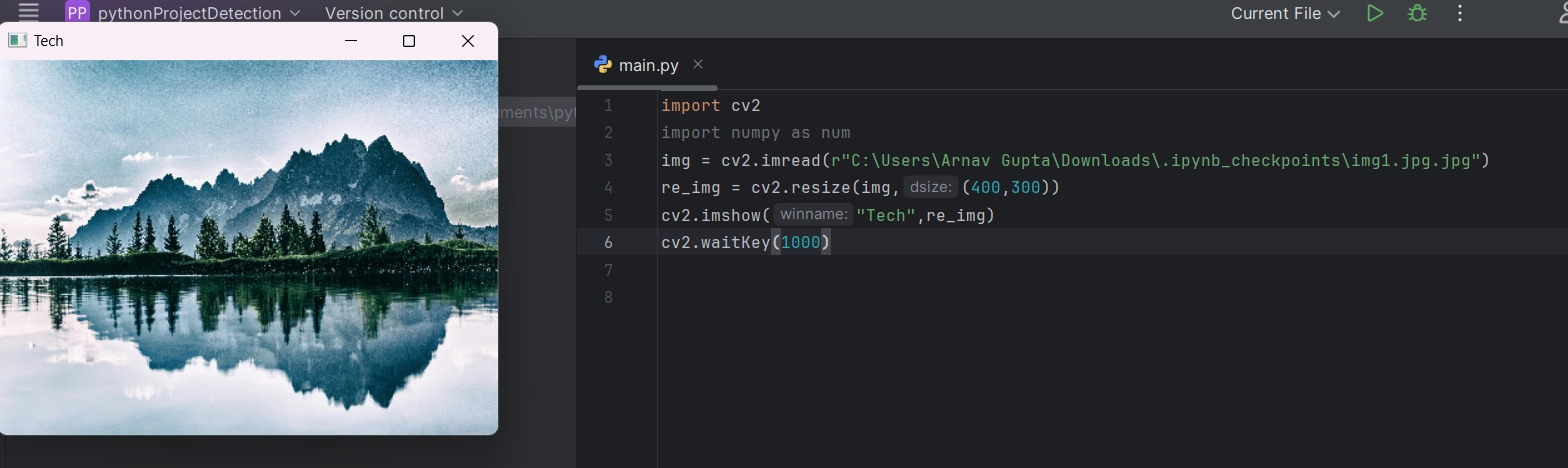 PP pythonProjectDetection Version control Current File
Tech
main.py
ments\pyt
1 import cv2
2 import numpy as num
3 img = cv2.imread(r"C:\Users\Arnav Gupta\Downloads\.ipynb_checkpoints\img1.jpg.jpg")
4 re_img = cv2.resize(img, dsize: (400,300))
5 cv2.imshow( winname: "Tech",re_img)
6 cv2.waitKey(1000)
7
8